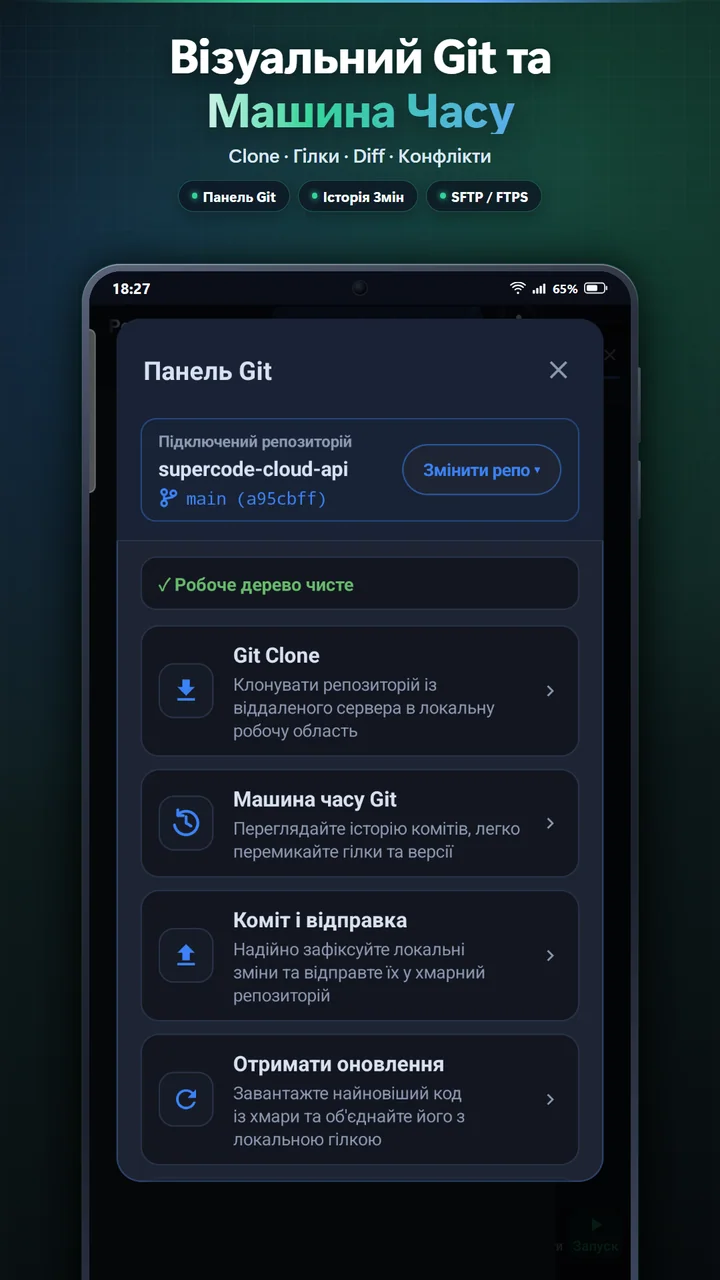 Візуальний Git та
Машина Часу
Clone · Гілки · Diff · Конфлікти
Панель Git
Історія Змін
SFTP / FTPS
18:27
65%
Панель Git
Підключений репозиторій
supercode-cloud-api
Змінити репо ▾
main (a95cbff)
✓ Робоче дерево чисте
Git Clone
Клонувати репозиторій із
віддаленого сервера в локальну
робочу область
Машина часу Git
Переглядайте історію комітів, легко
перемикайте гілки та версії
Коміт і відправка
Надійно зафіксуйте локальні
зміни та відправте їх у хмарний
репозиторій
Отримати оновлення
Завантажте найновіший код
із хмари та об'єднайте його з
локальною гілкою
Запуск